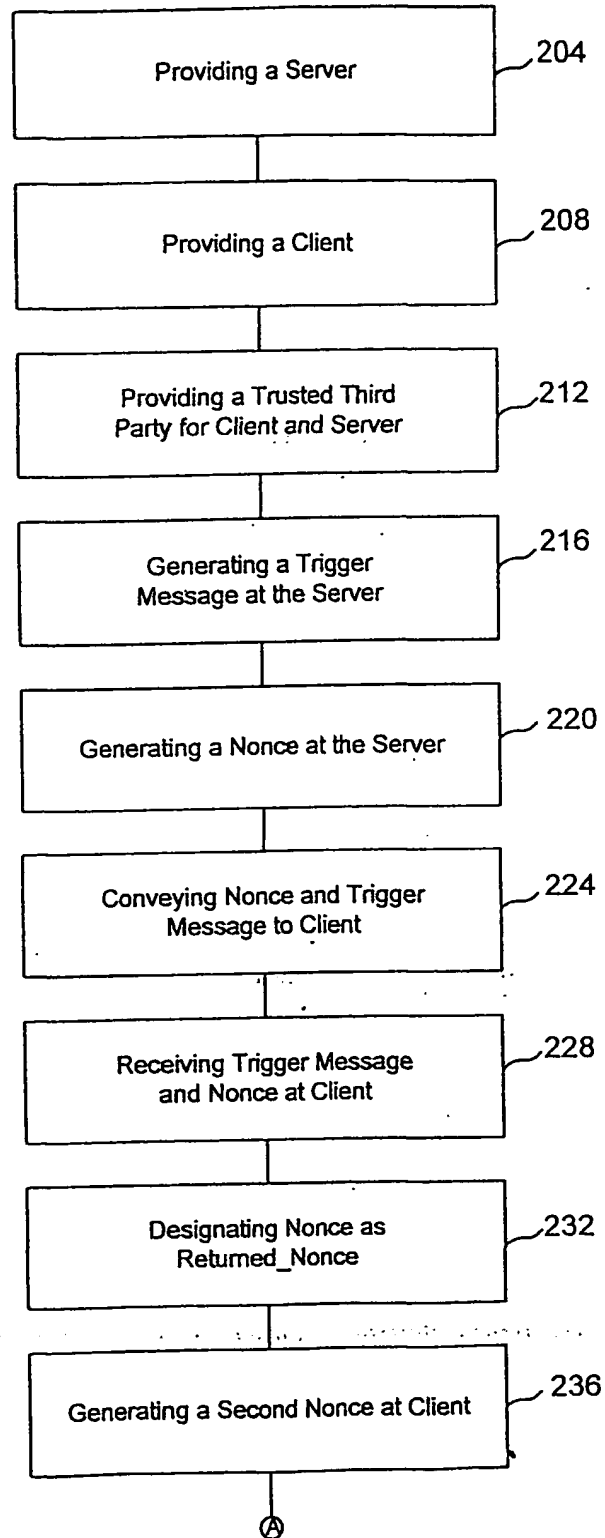 Providing a Server
204
Providing a Client
208
Providing a Trusted Third
Party for Client and Server
212
Generating a Trigger
Message at the Server
216
Generating a Nonce at the Server
220
Conveying Nonce and Trigger
Message to Client
224
Receiving Trigger Message
and Nonce at Client
228
Designating Nonce as
Returned_Nonce
232
Generating a Second Nonce at Client
236
A